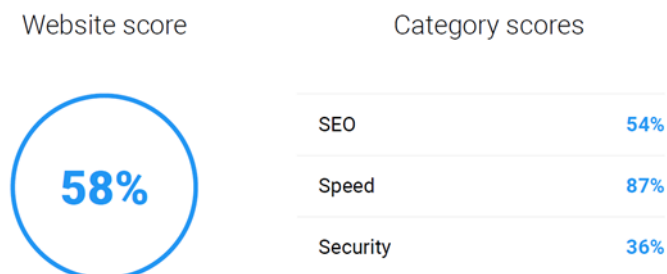 Website score
58%
Category scores
SEO 54%
Speed 87%
Security 36%